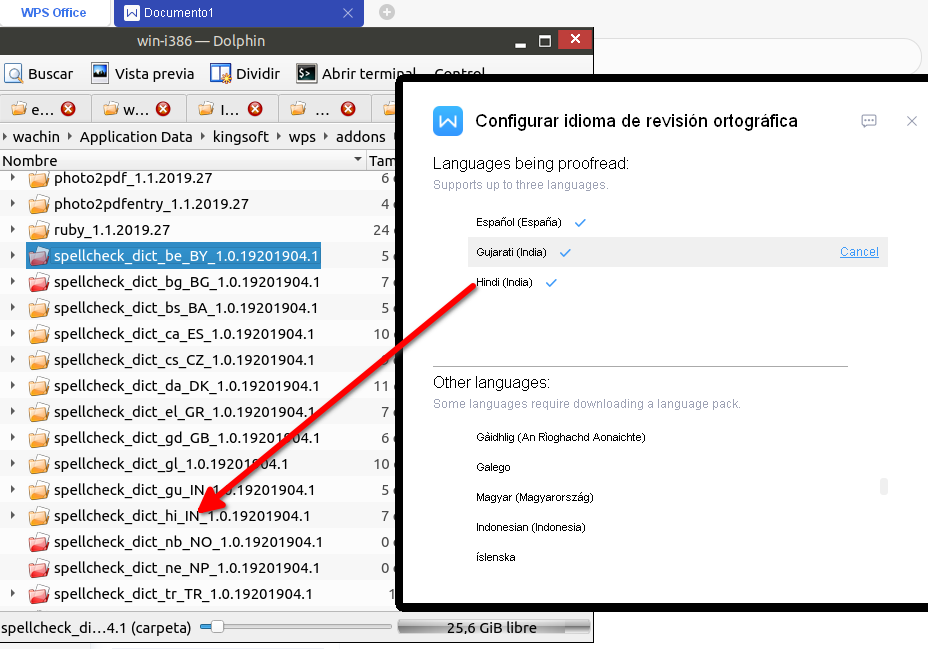 WPS Office
Documento1
win-i386 — Dolphin
Buscar
Vista previa
Dividir
Abrir terminal
Control
e...
w...
I...
...
wachin
Application Data
kingsoft
wps
addons
Nombre
Tam
photo2pdf_1.1.2019.27
6
photo2pdfentry_1.1.2019.27
4
ruby_1.1.2019.27
24
spellcheck_dict_be_BY_1.0.19201904.1
5
spellcheck_dict_bg_BG_1.0.19201904.1
7
spellcheck_dict_bs_BA_1.0.19201904.1
5
spellcheck_dict_ca_ES_1.0.19201904.1
10
spellcheck_dict_cs_CZ_1.0.19201904.1
spellcheck_dict_da_DK_1.0.19201904.1
11
spellcheck_dict_el_GR_1.0.19201904.1
7
spellcheck_dict_gd_GB_1.0.19201904.1
6
spellcheck_dict_gl_1.0.19201904.1
10
spellcheck_dict_gu_IN_1.0.19201904.1
5
spellcheck_dict_hi_IN_1.0.19201904.1
7
spellcheck_dict_nb_NO_1.0.19201904.1
0
spellcheck_dict_ne_NP_1.0.19201904.1
0
spellcheck_dict_tr_TR_1.0.19201904.1
spellcheck_di...4.1 (carpeta)
25,6 GiB libre
Configurar idioma de revisión ortográfica
Languages being proofread:
Supports up to three languages.
Español (España)
Gujarati (India)
Cancel
Hindi (India)
Other languages:
Some languages require downloading a language pack.
Gàidhlig (An Rìoghachd Aonaichte)
Galego
Magyar (Magyarország)
Indonesian (Indonesia)
íslenska